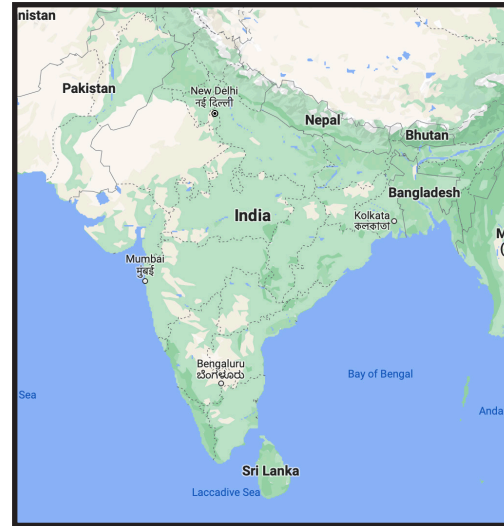 nistan
Pakistan
New Delhi
नई दिल्ली
Nepal
Bhutan
Bangladesh
India
Kolkata
কলকাতা
M
(
Mumbai
मुंबई
Bengaluru
ಬೆಂಗಳೂರು
Bay of Bengal
Sea
Anda
Sri Lanka
Laccadive Sea